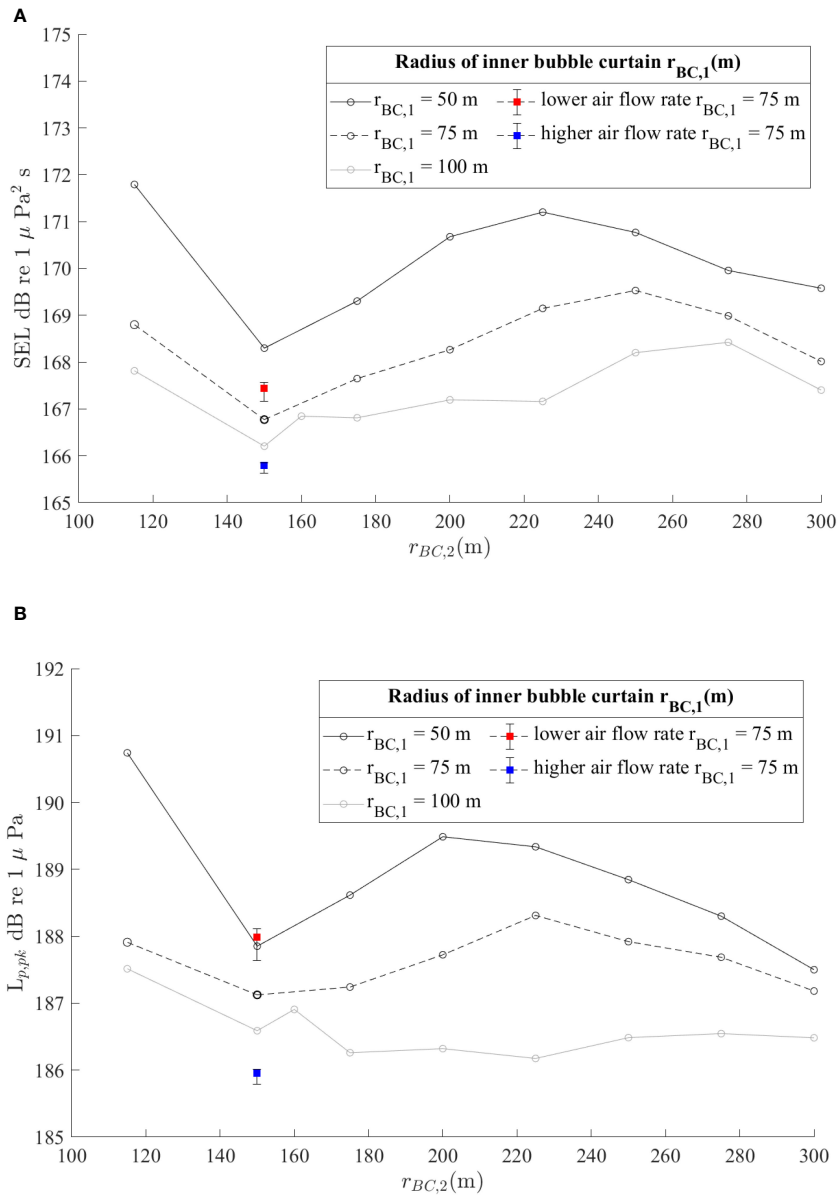 A
175
174
173
172
171
170
169
168
167
166
165
SEL dB re 1 μ Pa² s
Radius of inner bubble curtain r_BC,1(m)
r_BC,1 = 50 m
lower air flow rate r_BC,1 = 75 m
r_BC,1 = 75 m
higher air flow rate r_BC,1 = 75 m
r_BC,1 = 100 m
100 120 140 160 180 200 220 240 260 280 300
r_BC,2(m)
B
192
191
190
189
188
187
186
185
L_p,pk dB re 1 μ Pa
Radius of inner bubble curtain r_BC,1(m)
r_BC,1 = 50 m
lower air flow rate r_BC,1 = 75 m
r_BC,1 = 75 m
higher air flow rate r_BC,1 = 75 m
r_BC,1 = 100 m
100 120 140 160 180 200 220 240 260 280 300
r_BC,2(m)